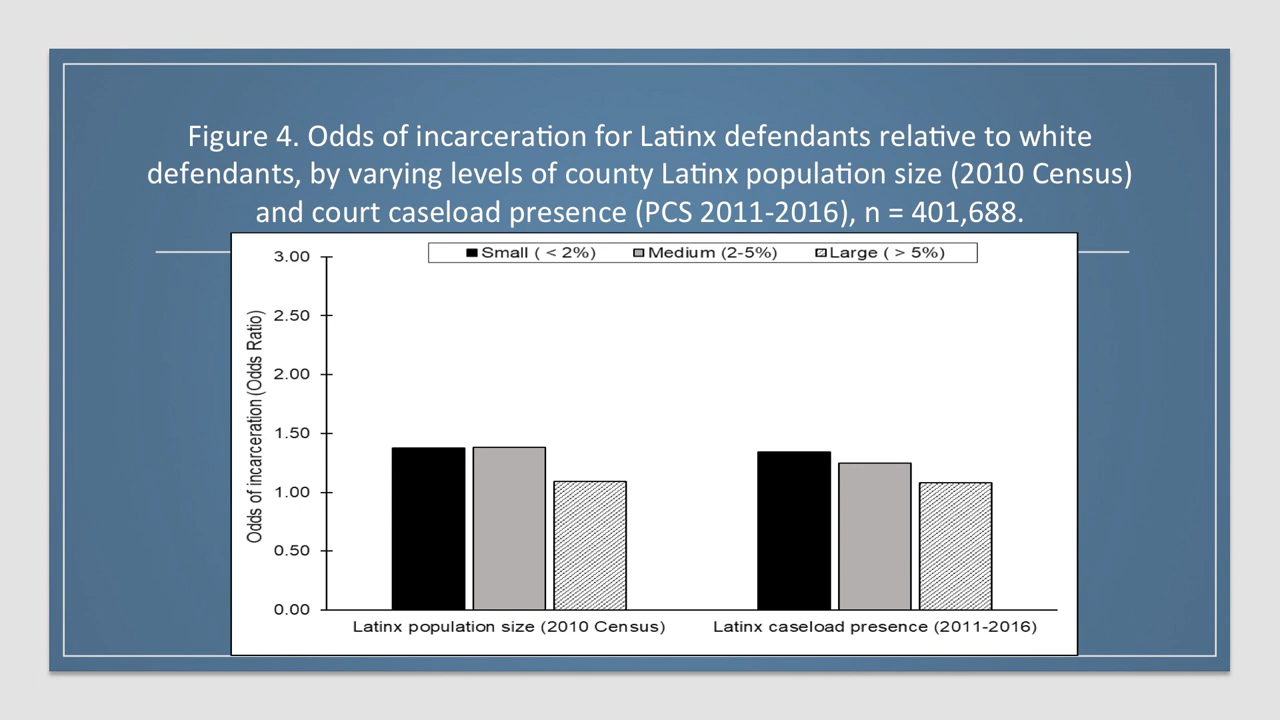 Figure 4. Odds of incarceration for Latinx defendants relative to white
defendants, by varying levels of county Latinx population size (2010 Census)
and court caseload presence (PCS 2011-2016), n = 401,688.
Small ( < 2%) Medium (2-5%) Large ( > 5%)
Odds of incarceration (Odds Ratio)
3.00
2.50
2.00
1.50
1.00
0.50
0.00
Latinx population size (2010 Census) Latinx caseload presence (2011-2016)